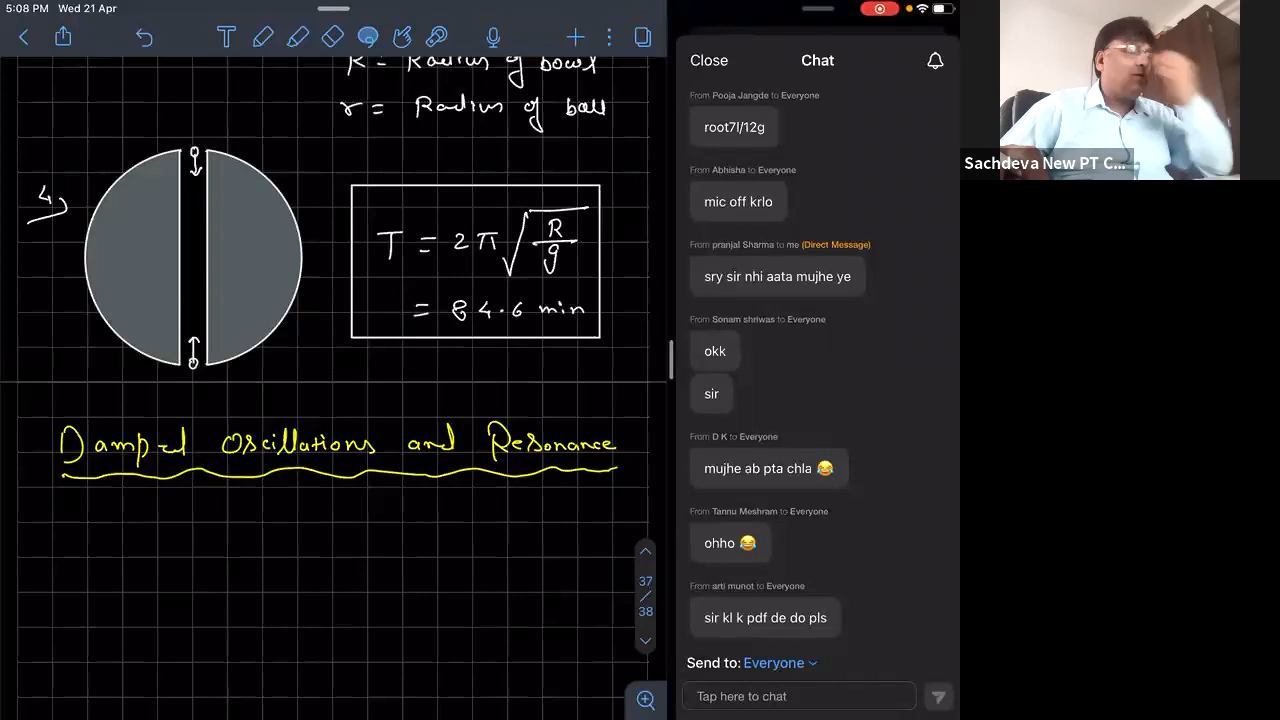 5:08 PM Wed 21 Apr
R = Radius of bowl
r = Radius of ball
4)
T = 2π√R/g
= 84.6 min
Damped Oscillations and Resonance
37
38
Close
Chat
From Pooja Jangde to Everyone
root7l/12g
From Abhisha to Everyone
mic off krlo
From pranjal Sharma to me (Direct Message)
sry sir nhi aata mujhe ye
From Sonam shriwas to Everyone
okk
sir
From D K to Everyone
mujhe ab pta chla 😂
From Tannu Meshram to Everyone
ohho 😂
From arti munot to Everyone
sir kl k pdf de do pls
Send to: Everyone
Tap here to chat
Sachdeva New PT C...